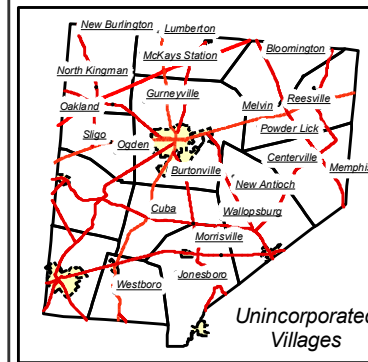 New Burlington
Lumberton
McKays Station
Bloomington
North Kingman
Gurneyville
Reesville
Oakland
Melvin
Sligo
Powder Lick
Ogden
Centerville
Burtonville
Memphis
New Antioch
Cuba
Wallopsburg
Morrisville
Jonesboro
Westboro
Unincorporated
Villages